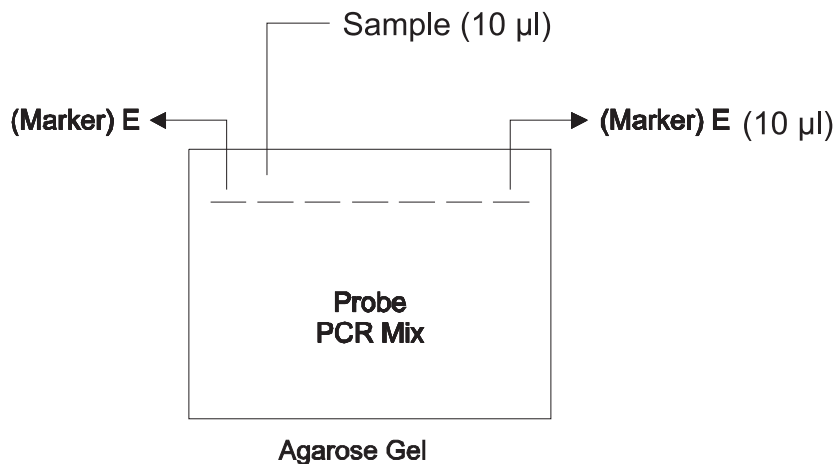 Sample (10 µl)
(Marker) E
(Marker) E (10 µl)
Probe
PCR Mix
Agarose Gel